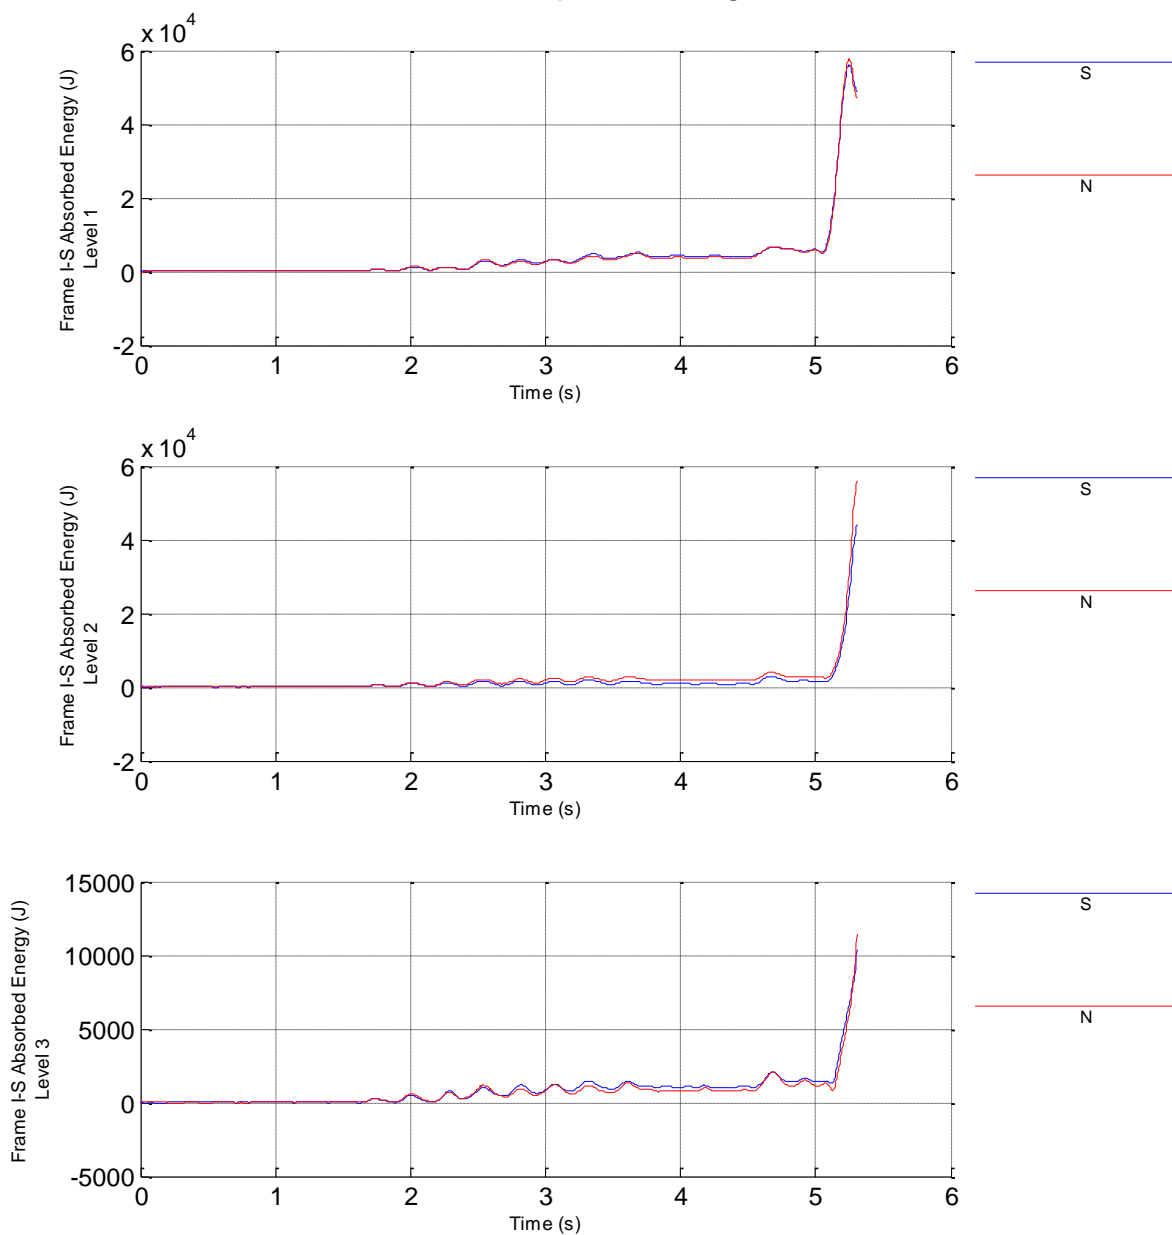 x 10^4
6
4
2
0
-2
0 1 2 3 4 5 6
Time (s)
Frame I-S Absorbed Energy (J)
Level 1
S
N
x 10^4
6
4
2
0
-2
0 1 2 3 4 5 6
Time (s)
Frame I-S Absorbed Energy (J)
Level 2
S
N
15000
10000
5000
0
-5000
0 1 2 3 4 5 6
Time (s)
Frame I-S Absorbed Energy (J)
Level 3
S
N